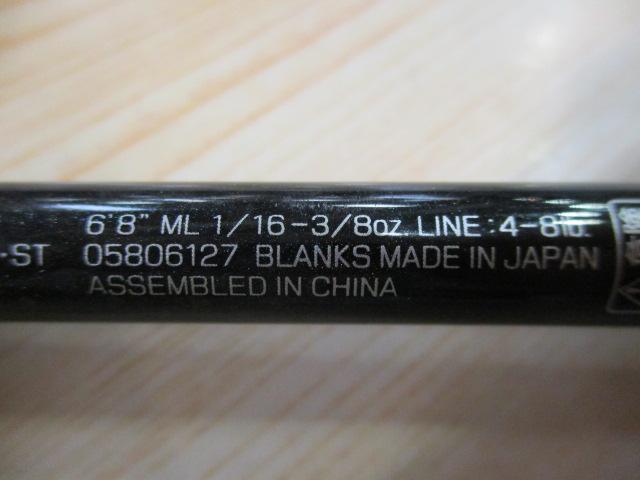 6'8" ML 1/16-3/8oz. LINE:4-8lb.
-ST 05806127 BLANKS MADE IN JAPAN
ASSEMBLED IN CHINA